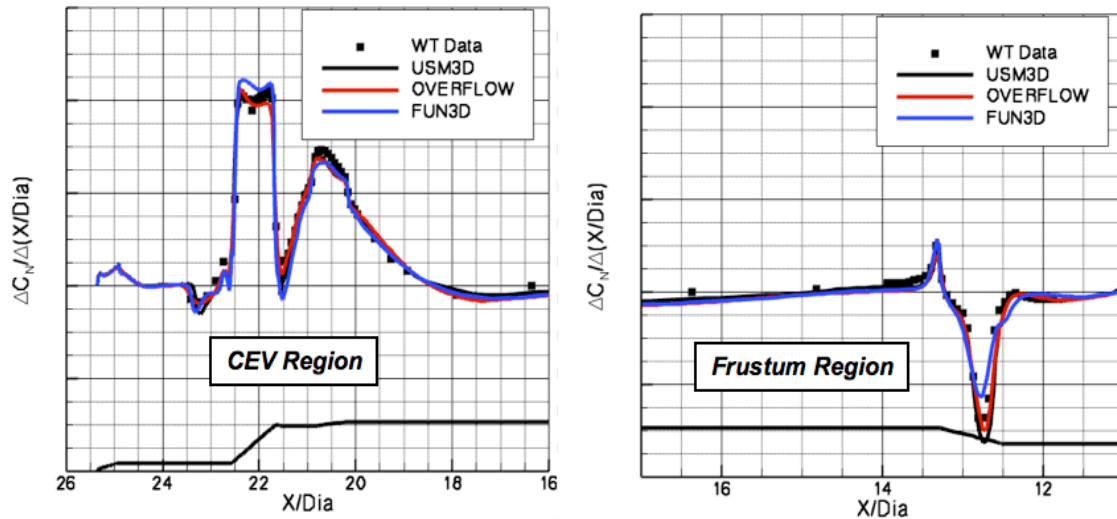 WT Data
USM3D
OVERFLOW
FUN3D
ΔC_N/Δ(X/Dia)
CEV Region
26 24 22 20 18 16
X/Dia
WT Data
USM3D
OVERFLOW
FUN3D
ΔC_N/Δ(X/Dia)
Frustum Region
16 14 12
X/Dia